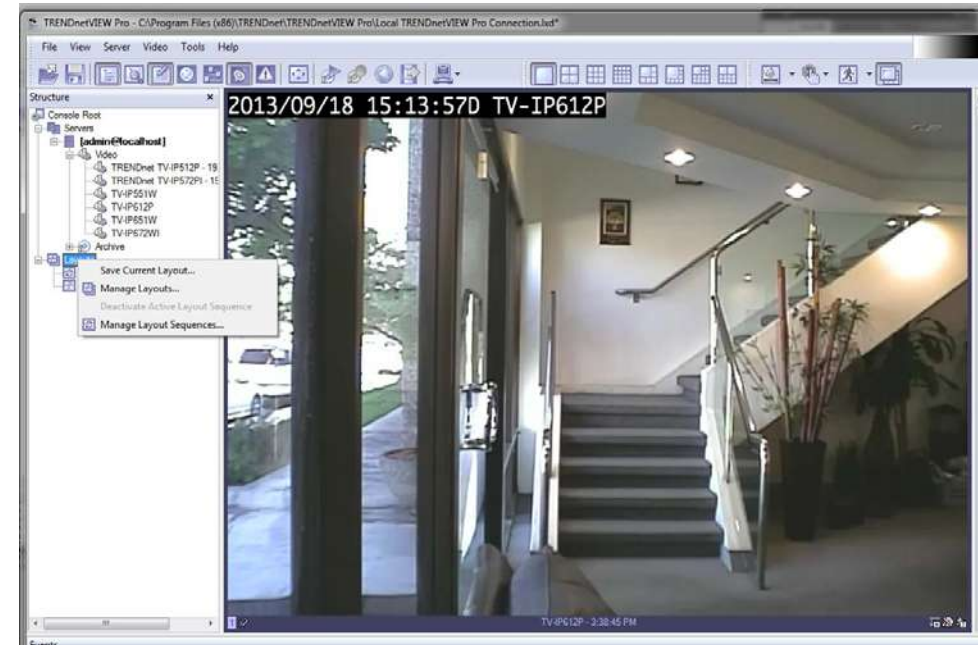 TRENDnetVIEW Pro - C:\Program Files (x86)\TRENDnet\TRENDnetVIEW Pro\Local TRENDnetVIEW Pro Connection.lxd*
File View Server Video Tools Help
Structure x
2013/09/18 15:13:57D TV-IP612P
Console Root
Servers
[admin@localhost]
Video
TRENDnet TV-IP512P - 19
TRENDnet TV-IP572PI - 15
TV-IP551W
TV-IP612P
TV-IP651W
TV-IP672WI
Archive
Save Current Layout...
Manage Layouts...
Deactivate Active Layout Sequence
Manage Layout Sequences...
1
TV-IP612P - 3:38:45 PM